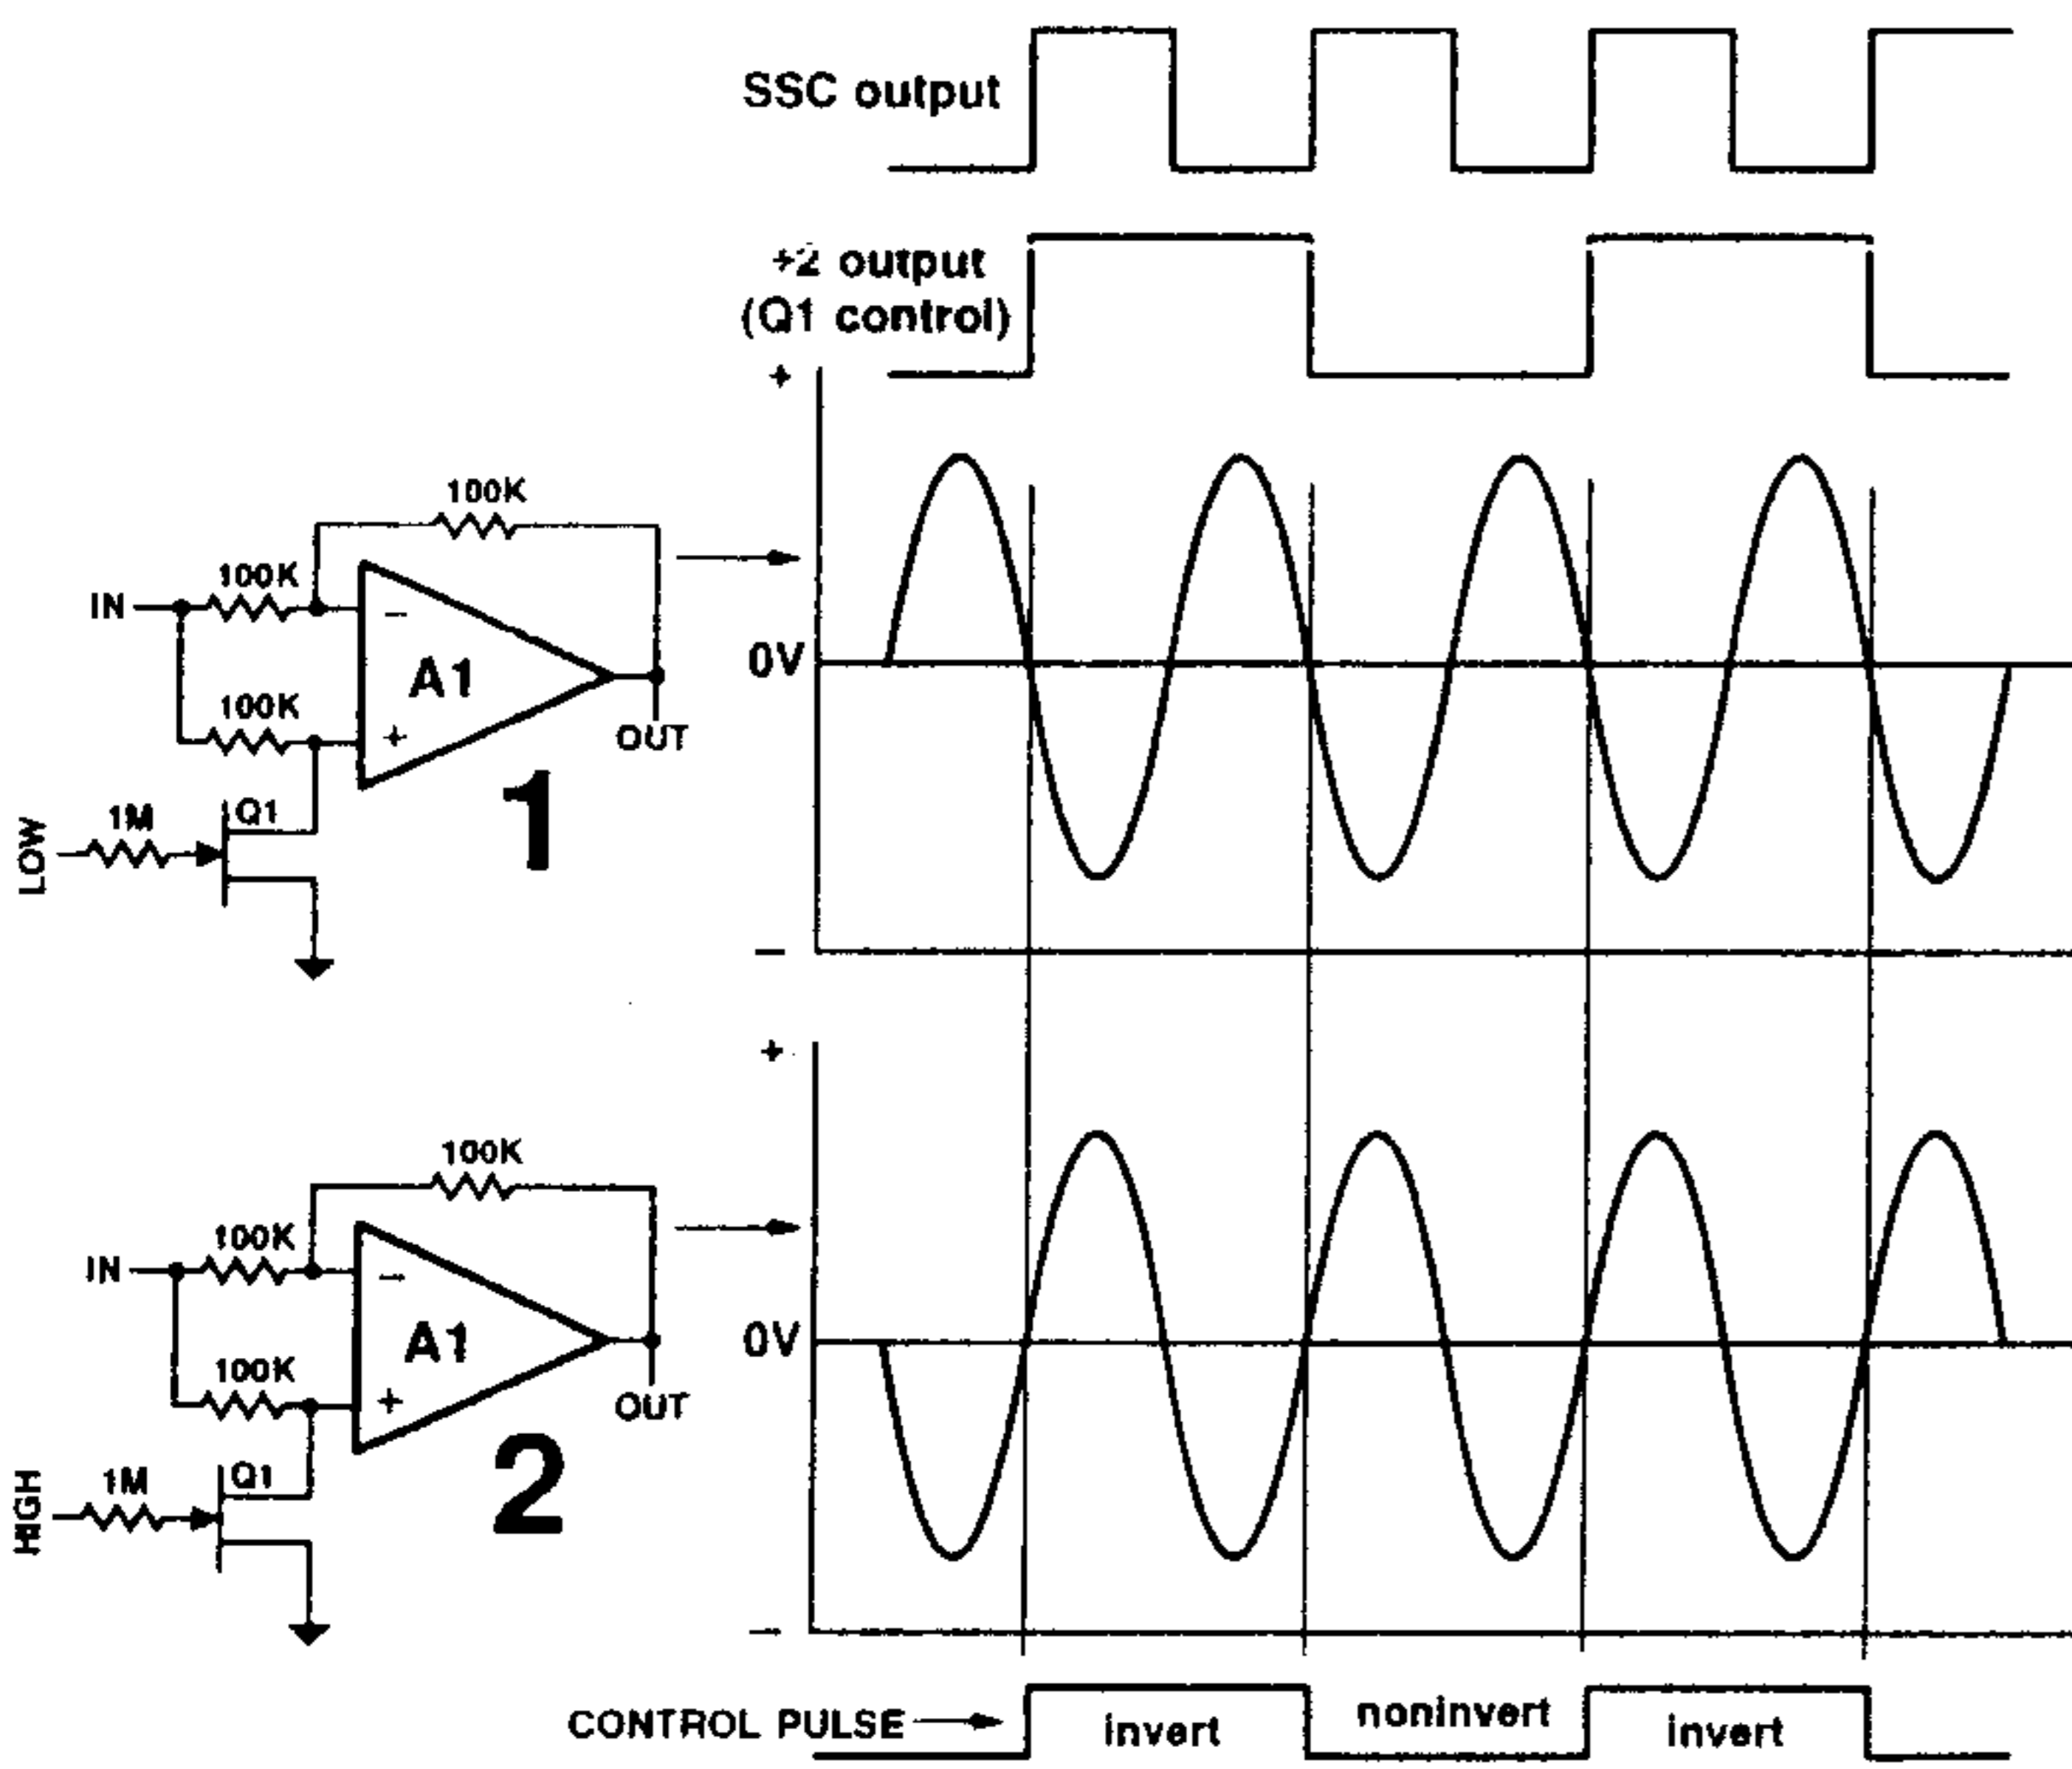 SSC output
÷2 output
(Q1 control)
+
100K
IN
100K
−
A1
100K
+
OUT
0V
LOW
1M
Q1
1
−
+
100K
IN
100K
−
A1
100K
+
OUT
0V
HIGH
1M
Q1
2
−
CONTROL PULSE
invert
noninvert
invert